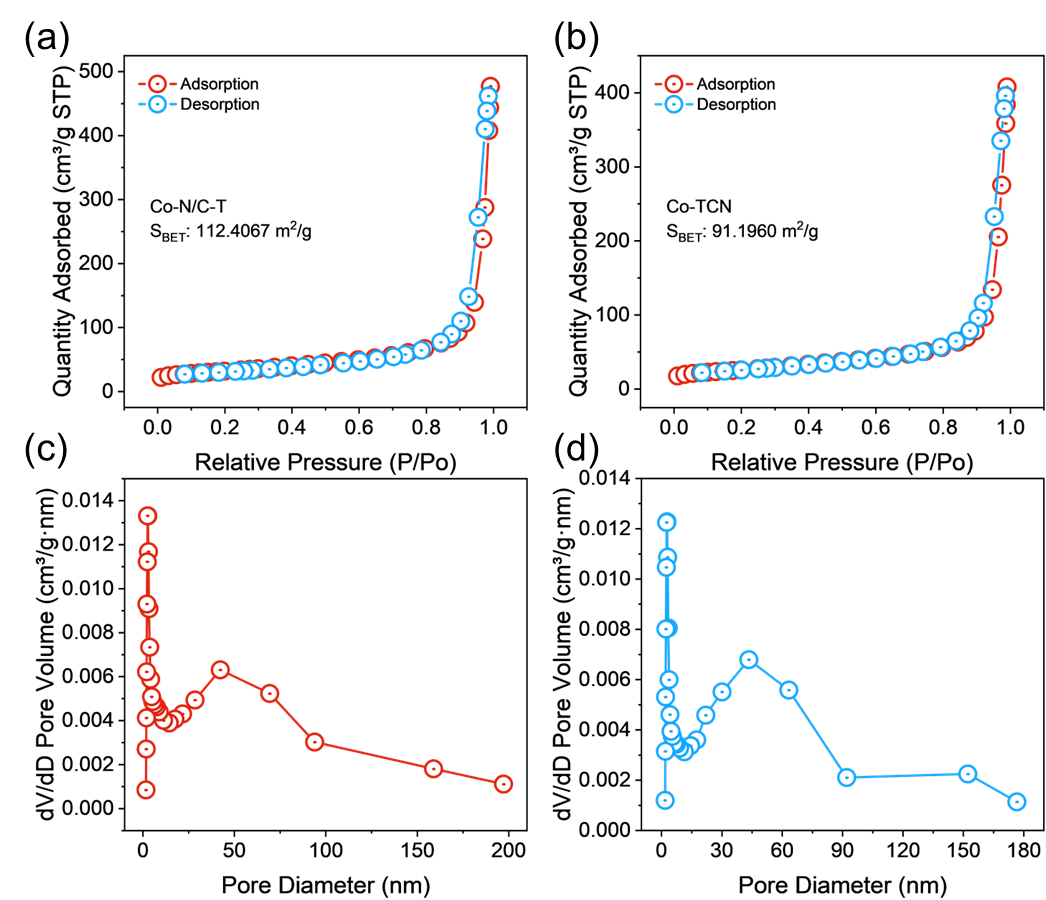 (a)
Quantity Adsorbed (cm³/g STP)
500
400
300
200
100
0
Adsorption
Desorption
Co-N/C-T
S_BET: 112.4067 m²/g
0.0 0.2 0.4 0.6 0.8 1.0
Relative Pressure (P/Po)
(b)
Quantity Adsorbed (cm³/g STP)
400
300
200
100
0
Adsorption
Desorption
Co-TCN
S_BET: 91.1960 m²/g
0.0 0.2 0.4 0.6 0.8 1.0
Relative Pressure (P/Po)
(c)
dV/dD Pore Volume (cm³/g·nm)
0.014
0.012
0.010
0.008
0.006
0.004
0.002
0.000
0 50 100 150 200
Pore Diameter (nm)
(d)
dV/dD Pore Volume (cm³/g·nm)
0.014
0.012
0.010
0.008
0.006
0.004
0.002
0.000
0 30 60 90 120 150 180
Pore Diameter (nm)